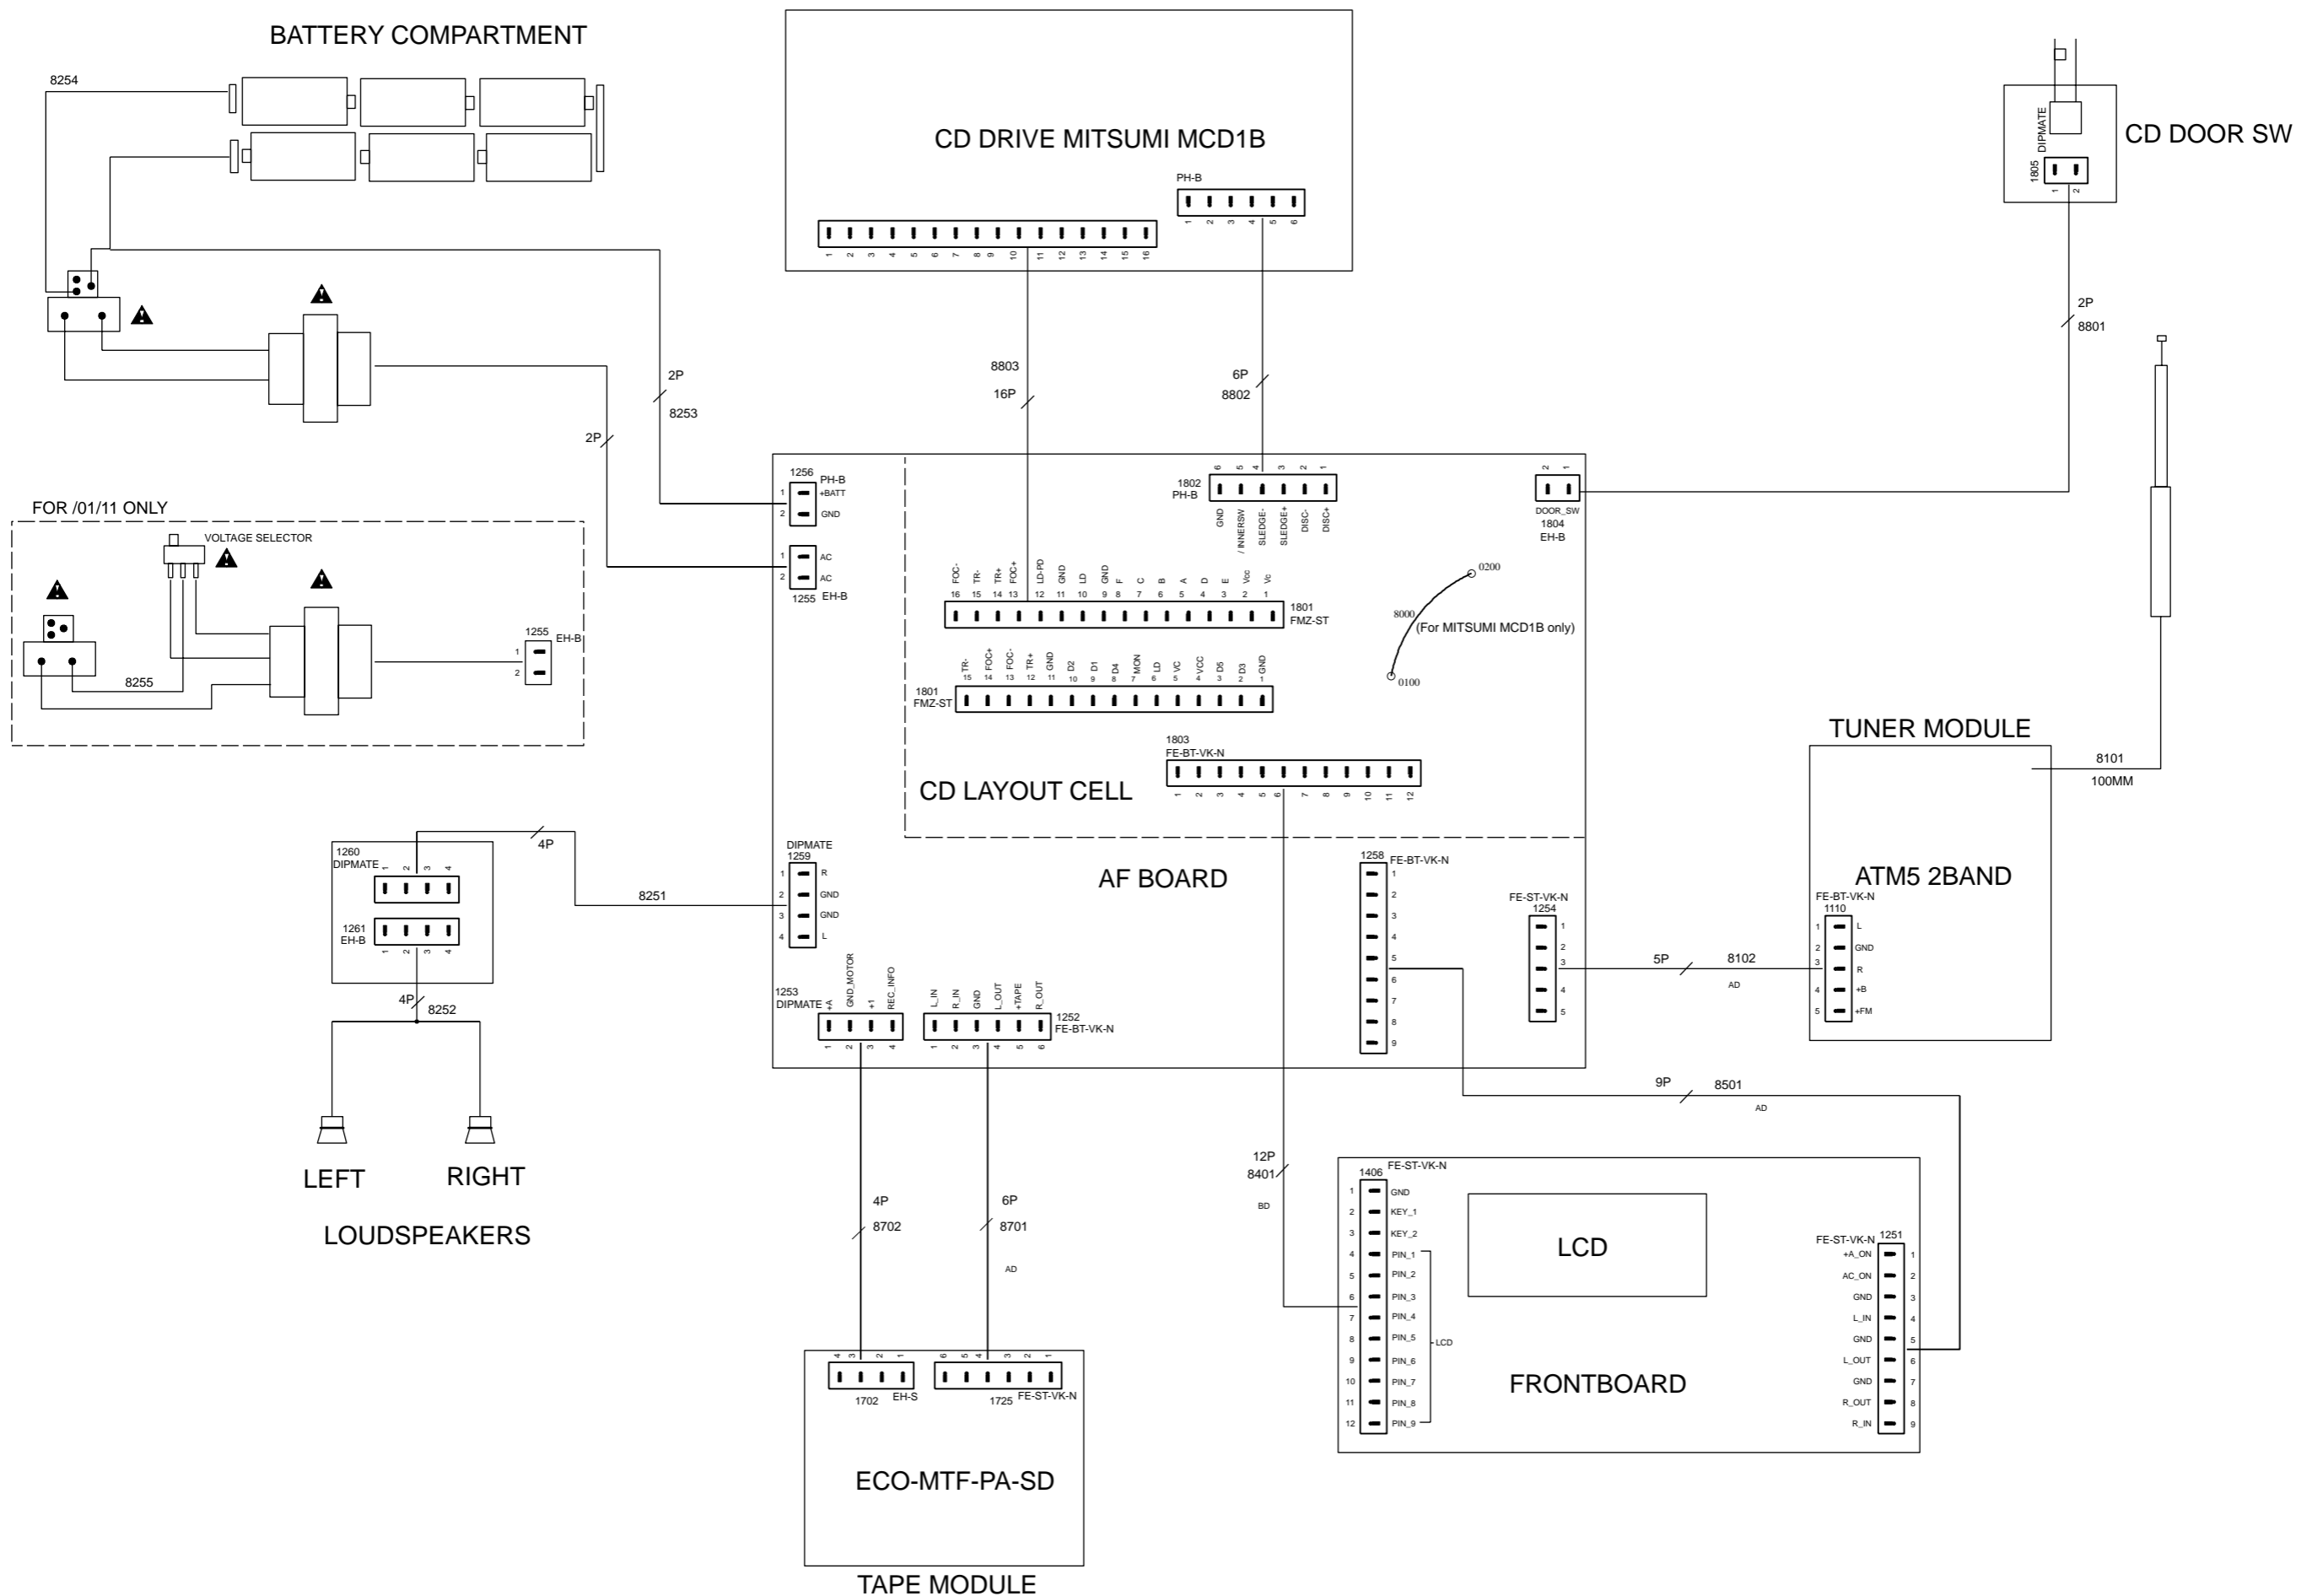 BATTERY COMPARTMENT
8254
CD DRIVE MITSUMI MCD1B
PH-B
1 2 3 4 5 6
1 2 3 4 5 6 7 8 9 10 11 12 13 14 15 16
DIPMATE
1805
1 2
CD DOOR SW
2P
8801
8803
16P
6P
8802
2P
8253
2P
FOR /01/11 ONLY
VOLTAGE SELECTOR
8255
1255 EH-B
1
2
1256
PH-B
1 +BATT
2 GND
1 AC
2 AC
1255 EH-B
1802
PH-B
6 5 4 3 2 1
GND / INNERSW SLEDGE- SLEDGE+ DISC- DISC+
2 1
DOOR_SW
1804
EH-B
FOC- TR- TR+ FOC+ LD-PD GND LD GND F C B A D E Vcc Vc
16 15 14 13 12 11 10 9 8 7 6 5 4 3 2 1
1801
FMZ-ST
0200
8000
(For MITSUMI MCD1B only)
0100
TR- FOC+ FOC- TR+ GND D2 D1 D4 MON LD VC VCC D5 D3 GND
15 14 13 12 11 10 9 8 7 6 5 4 3 2 1
1801
FMZ-ST
1803
FE-BT-VK-N
1 2 3 4 5 6 7 8 9 10 11 12
CD LAYOUT CELL
TUNER MODULE
8101
100MM
ATM5 2BAND
FE-BT-VK-N
1110
1 L
2 GND
3 R
4 +B
5 +FM
1260
DIPMATE
1 2 3 4
1261
EH-B
1 2 3 4
4P
8251
4P
8252
LEFT
RIGHT
LOUDSPEAKERS
DIPMATE
1259
1 R
2 GND
3 GND
4 L
AF BOARD
1258
FE-BT-VK-N
1
2
3
4
5
6
7
8
9
FE-ST-VK-N
1254
1
2
3
4
5
5P
8102
AD
1253
DIPMATE
+A GND_MOTOR +1 REC_INFO
1 2 3 4
L_IN R_IN GND L_OUT +TAPE R_OUT
1252
FE-BT-VK-N
1 2 3 4 5 6
9P
8501
AD
4P
8702
6P
8701
AD
12P
8401
BD
1406
FE-ST-VK-N
1 GND
2 KEY_1
3 KEY_2
4 PIN_1
5 PIN_2
6 PIN_3
7 PIN_4
8 PIN_5
9 PIN_6
10 PIN_7
11 PIN_8
12 PIN_9
LCD
LCD
FRONTBOARD
FE-ST-VK-N
1251
+A_ON 1
AC_ON 2
GND 3
L_IN 4
GND 5
L_OUT 6
GND 7
R_OUT 8
R_IN 9
4 3 2 1
1702
EH-S
6 5 4 3 2 1
1725
FE-ST-VK-N
ECO-MTF-PA-SD
TAPE MODULE